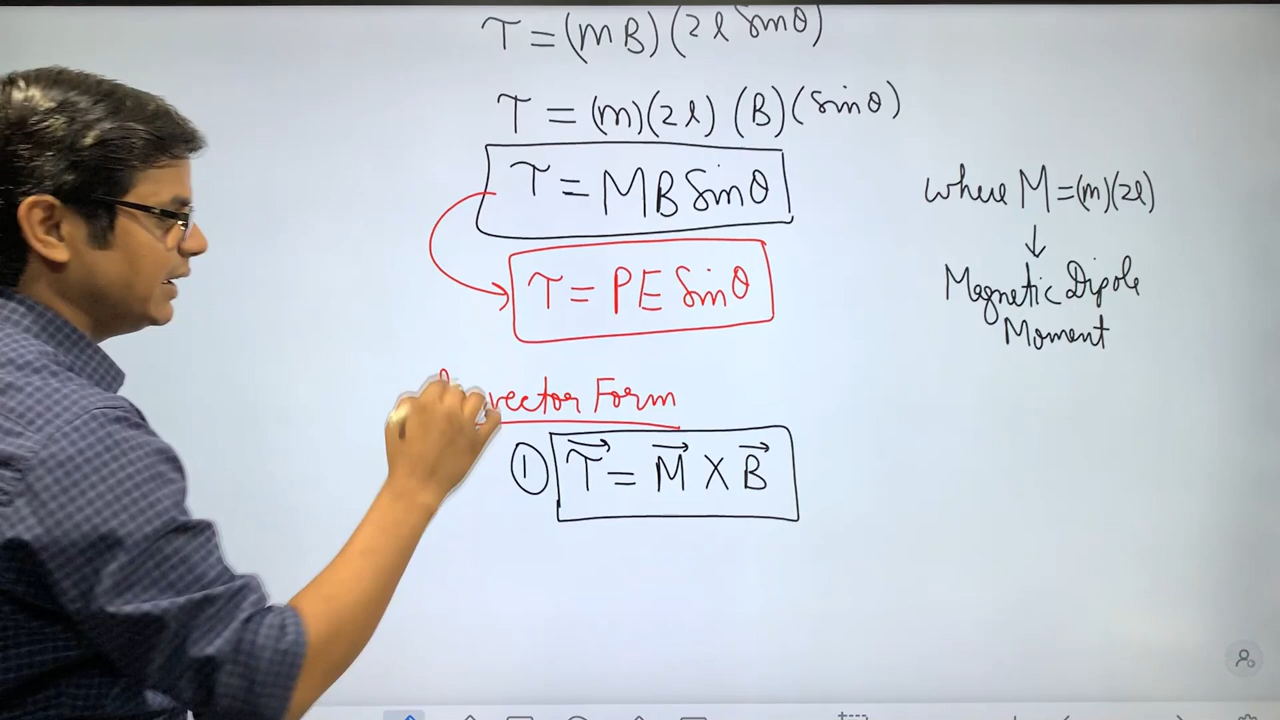 τ = (mB)(2l Sinθ)
τ = (m)(2l) (B)(Sinθ)
τ = MB Sinθ
where M = (m)(2l)
↓
Magnetic Dipole
Moment
τ = PE Sinθ
vector Form
① τ⃗ = M⃗ × B⃗